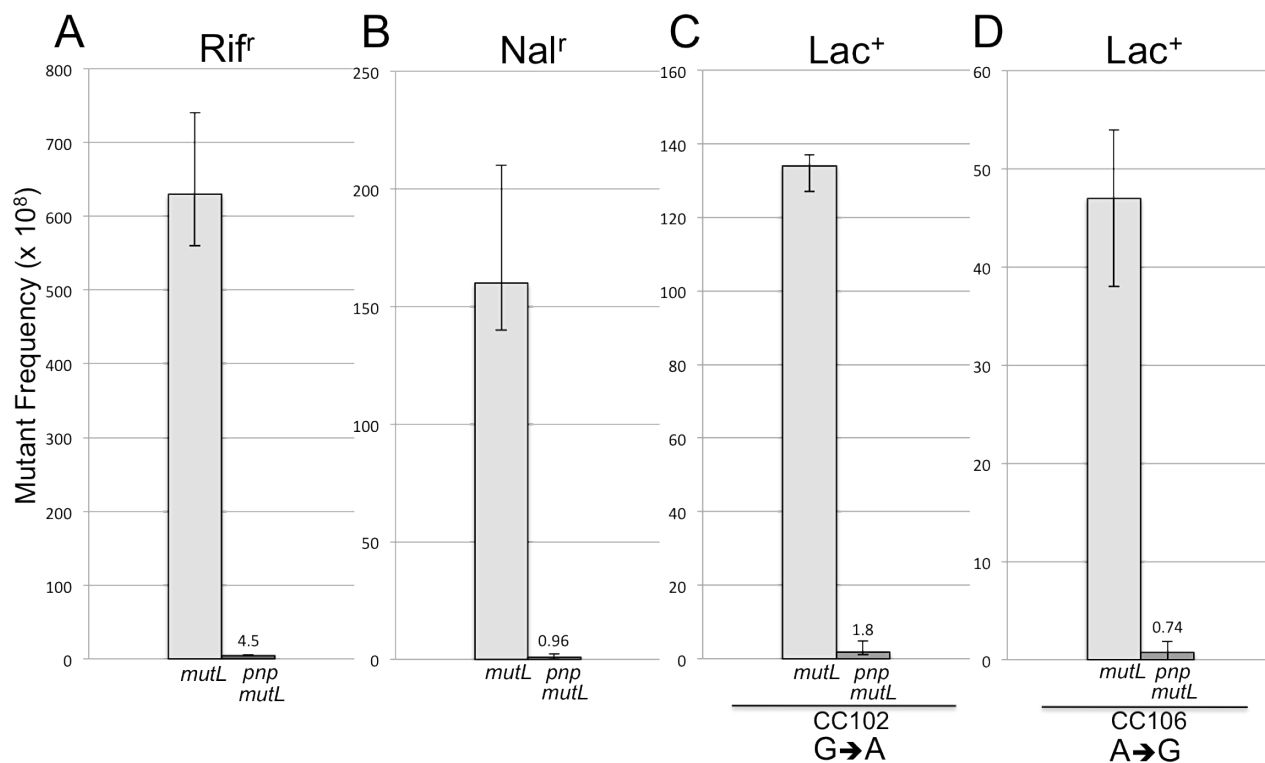 A
Rifʳ
Mutant Frequency (x 10⁸)
800
700
600
500
400
300
200
100
0
4.5
mutL
pnp
mutL
B
Nalʳ
250
200
150
100
50
0
0.96
mutL
pnp
mutL
C
Lac⁺
160
140
120
100
80
60
40
20
0
1.8
mutL
pnp
mutL
CC102
G➔A
D
Lac⁺
60
50
40
30
20
10
0
0.74
mutL
pnp
mutL
CC106
A➔G